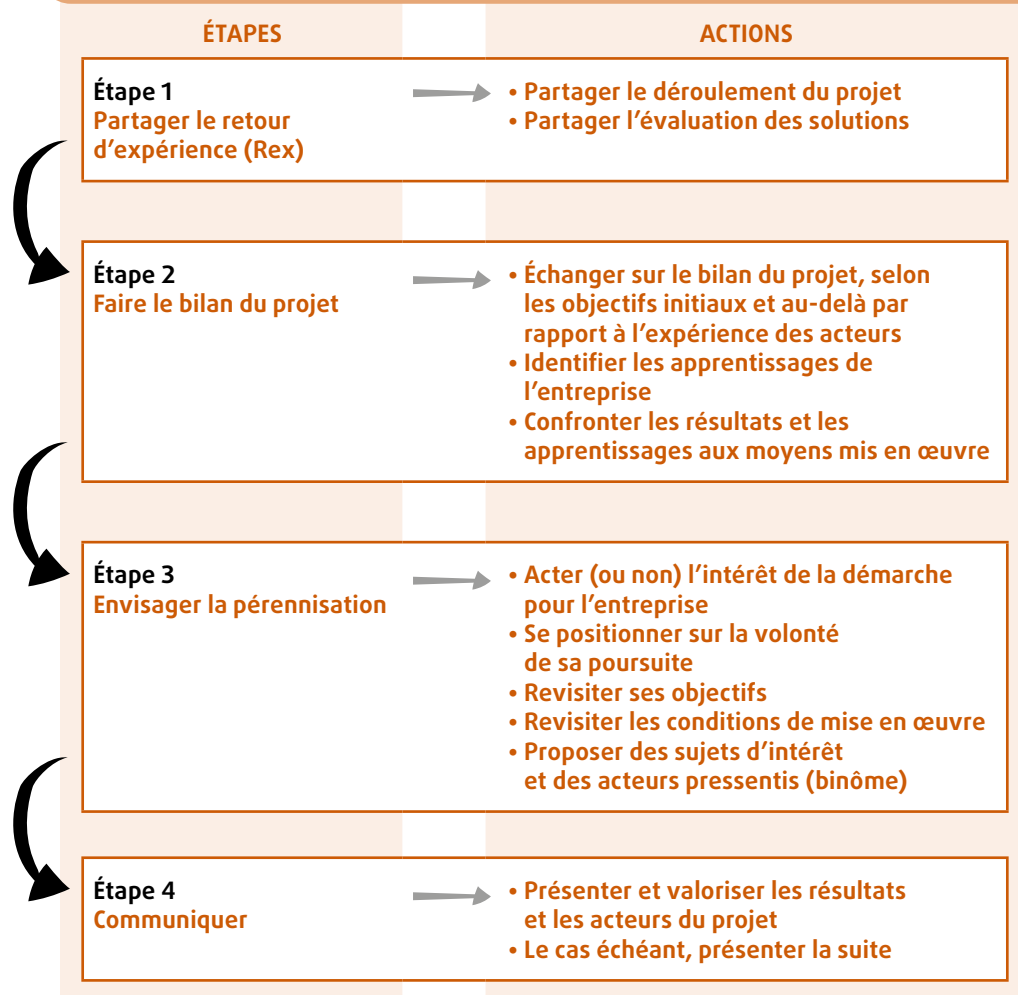 ÉTAPES
ACTIONS
Étape 1
Partager le retour
d’expérience (Rex)
• Partager le déroulement du projet
• Partager l’évaluation des solutions
Étape 2
Faire le bilan du projet
• Échanger sur le bilan du projet, selon
les objectifs initiaux et au-delà par
rapport à l’expérience des acteurs
• Identifier les apprentissages de
l’entreprise
• Confronter les résultats et les
apprentissages aux moyens mis en œuvre
Étape 3
Envisager la pérennisation
• Acter (ou non) l’intérêt de la démarche
pour l’entreprise
• Se positionner sur la volonté
de sa poursuite
• Revisiter ses objectifs
• Revisiter les conditions de mise en œuvre
• Proposer des sujets d’intérêt
et des acteurs pressentis (binôme)
Étape 4
Communiquer
• Présenter et valoriser les résultats
et les acteurs du projet
• Le cas échéant, présenter la suite